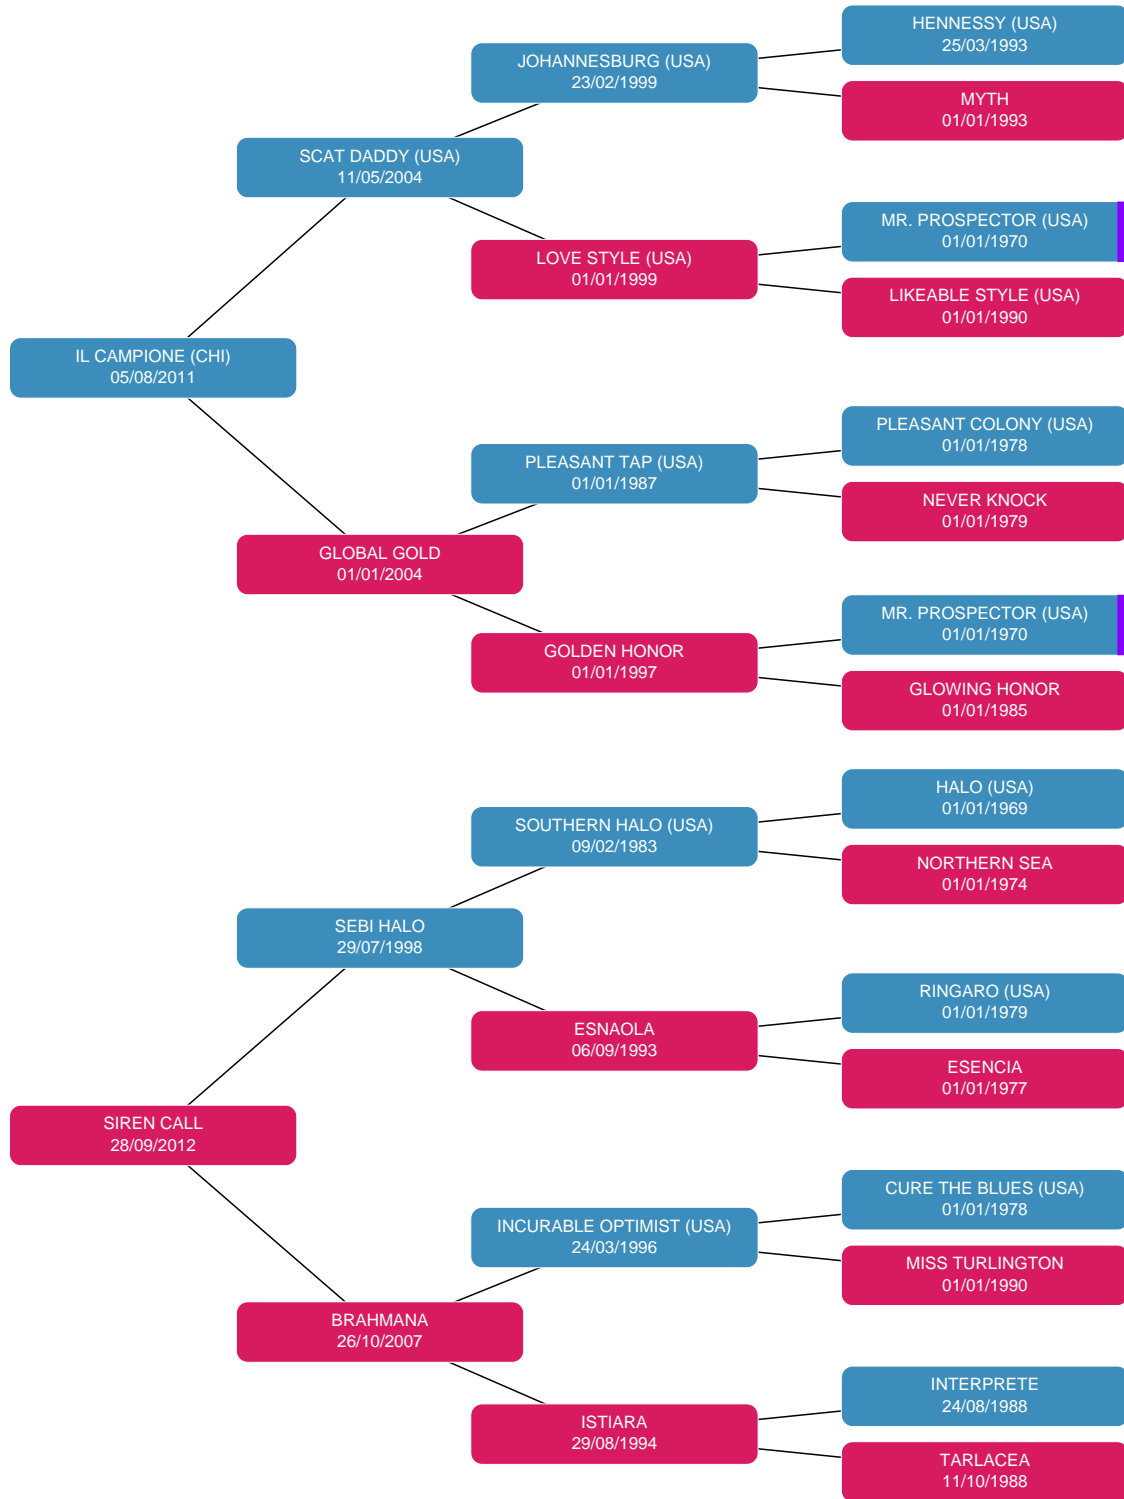 HENNESSY (USA)
25/03/1993
JOHANNESBURG (USA)
23/02/1999
MYTH
01/01/1993
SCAT DADDY (USA)
11/05/2004
MR. PROSPECTOR (USA)
01/01/1970
LOVE STYLE (USA)
01/01/1999
LIKEABLE STYLE (USA)
01/01/1990
IL CAMPIONE (CHI)
05/08/2011
PLEASANT COLONY (USA)
01/01/1978
PLEASANT TAP (USA)
01/01/1987
NEVER KNOCK
01/01/1979
GLOBAL GOLD
01/01/2004
MR. PROSPECTOR (USA)
01/01/1970
GOLDEN HONOR
01/01/1997
GLOWING HONOR
01/01/1985
HALO (USA)
01/01/1969
SOUTHERN HALO (USA)
09/02/1983
NORTHERN SEA
01/01/1974
SEBI HALO
29/07/1998
RINGARO (USA)
01/01/1979
ESNAOLA
06/09/1993
ESENCIA
01/01/1977
SIREN CALL
28/09/2012
CURE THE BLUES (USA)
01/01/1978
INCURABLE OPTIMIST (USA)
24/03/1996
MISS TURLINGTON
01/01/1990
BRAHMANA
26/10/2007
INTERPRETE
24/08/1988
ISTIARA
29/08/1994
TARLACEA
11/10/1988